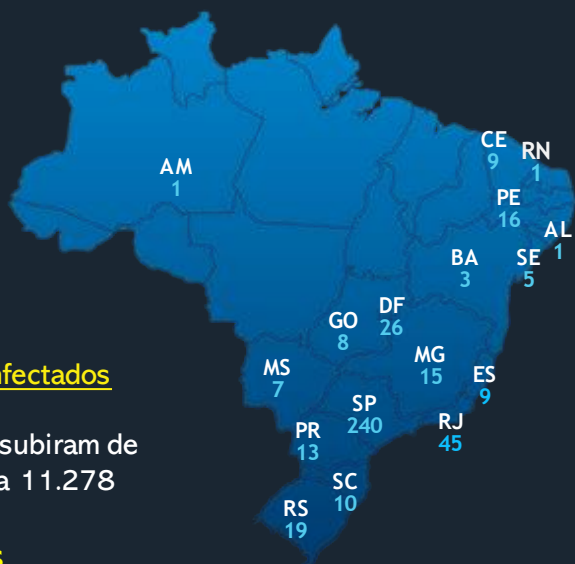 CE
9
RN
1
AM
1
PE
16
AL
1
BA
3
SE
5
DF
26
GO
8
MG
15
ES
9
MS
7
SP
240
RJ
45
PR
13
SC
10
RS
19
nfectados
subiram de
a 11.278